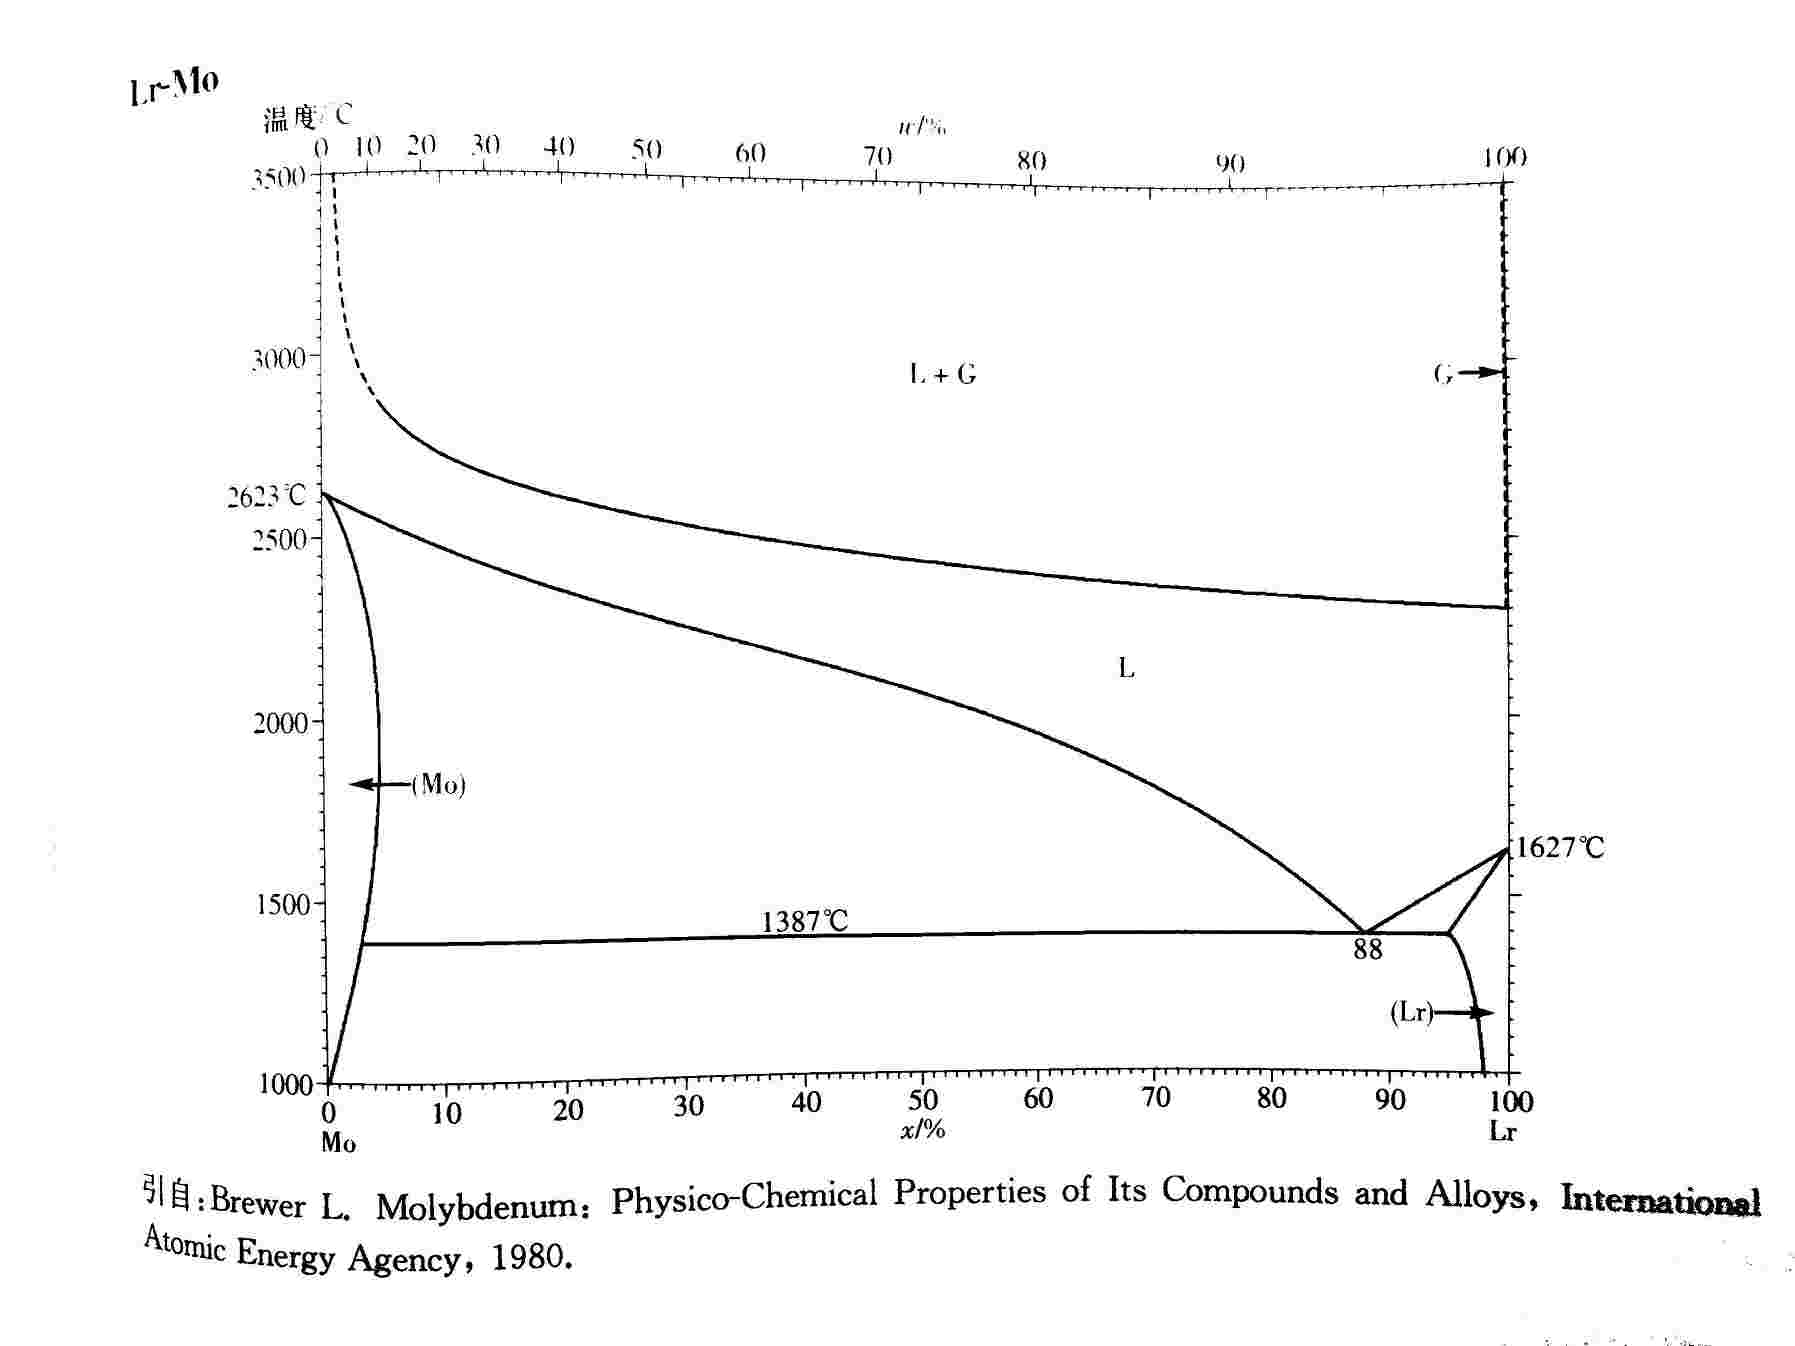 Lr-Mo
温度/℃
w/%
0 10 20 30 40 50 60 70 80 90 100
3500
3000
L + G
G
2623℃
2500
L
2000
(Mo)
1627℃
1500
1387℃
88
(Lr)
1000
0 10 20 30 40 50 60 70 80 90 100
Mo x/% Lr
引自:Brewer L. Molybdenum: Physico-Chemical Properties of Its Compounds and Alloys, International
Atomic Energy Agency, 1980.